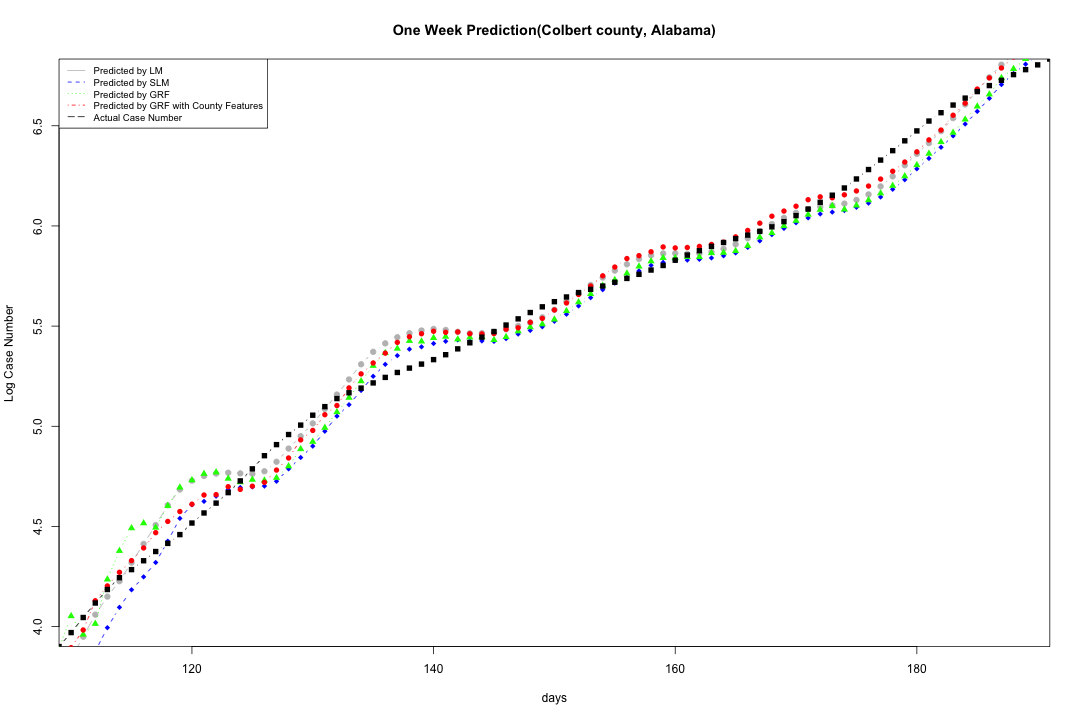 One Week Prediction(Colbert county, Alabama)
Predicted by LM
Predicted by SLM
Predicted by GRF
Predicted by GRF with County Features
Actual Case Number
Log Case Number
6.5
6.0
5.5
5.0
4.5
4.0
120 140 160 180
days